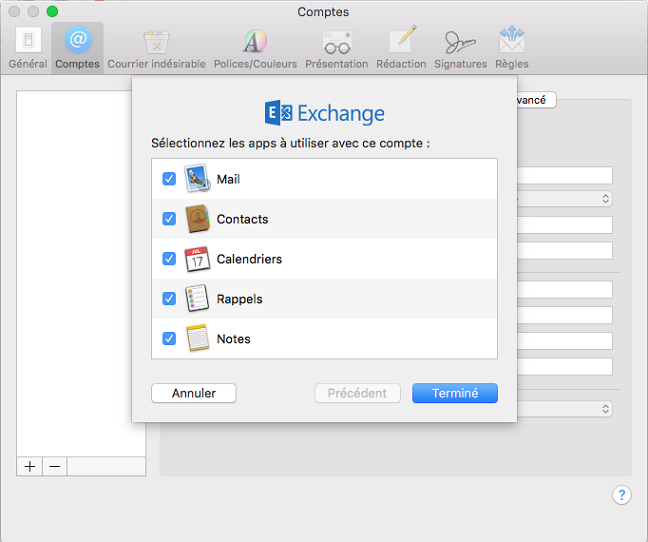 Comptes
Général Comptes Courrier indésirable Polices/Couleurs Présentation Rédaction Signatures Règles
vancé
E Exchange
Sélectionnez les apps à utiliser avec ce compte :
Mail
Contacts
JUL
17
Calendriers
Rappels
Notes
Annuler Précédent Terminé
+ −
?